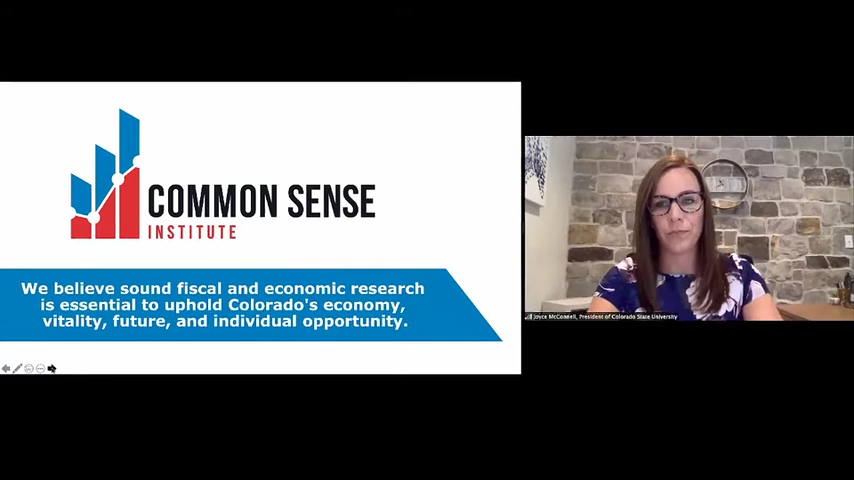 COMMON SENSE
INSTITUTE
We believe sound fiscal and economic research
is essential to uphold Colorado's economy,
vitality, future, and individual opportunity.
Joyce McConnell, President of Colorado State University